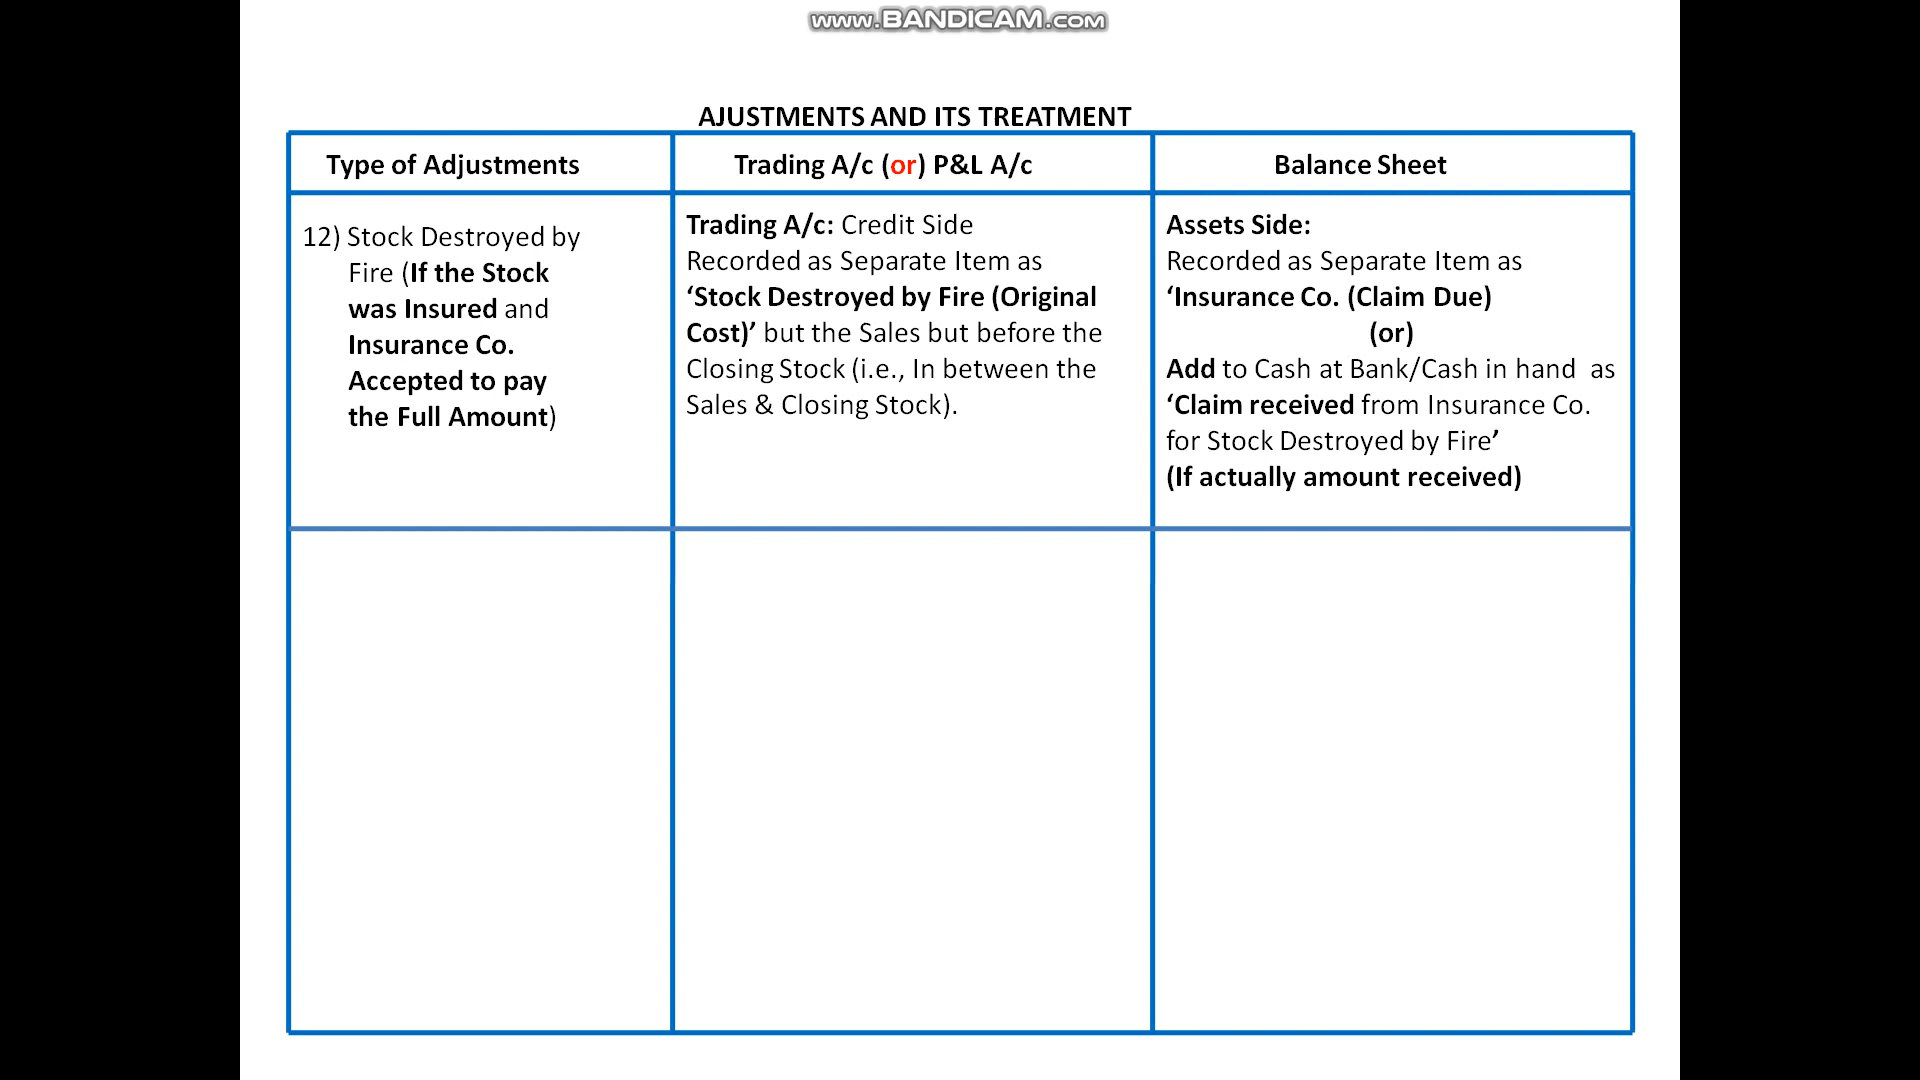 www.BANDICAM.com
AJUSTMENTS AND ITS TREATMENT
Type of Adjustments
Trading A/c (or) P&L A/c
Balance Sheet
12) Stock Destroyed by
Fire (If the Stock
was Insured and
Insurance Co.
Accepted to pay
the Full Amount)
Trading A/c: Credit Side
Recorded as Separate Item as
‘Stock Destroyed by Fire (Original
Cost)’ but the Sales but before the
Closing Stock (i.e., In between the
Sales & Closing Stock).
Assets Side:
Recorded as Separate Item as
‘Insurance Co. (Claim Due)
(or)
Add to Cash at Bank/Cash in hand as
‘Claim received from Insurance Co.
for Stock Destroyed by Fire’
(If actually amount received)